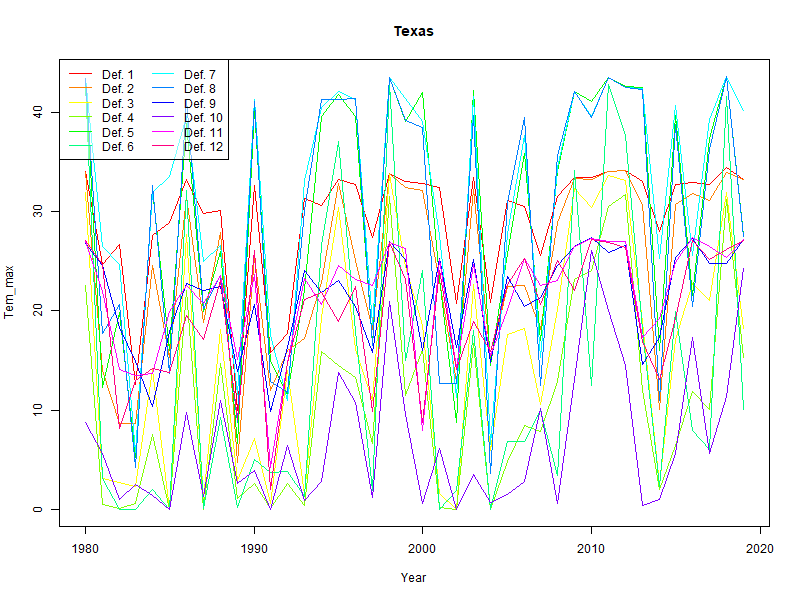 Texas
Def. 1 Def. 7
Def. 2 Def. 8
Def. 3 Def. 9
Def. 4 Def. 10
Def. 5 Def. 11
Def. 6 Def. 12
Tem_max
40
30
20
10
0
1980 1990 2000 2010 2020
Year